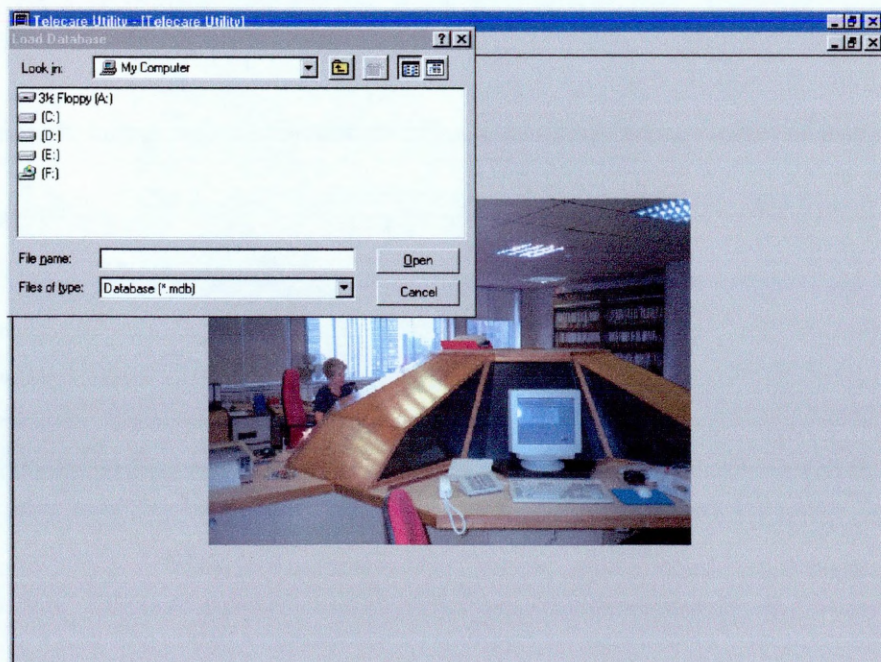 Telecare Utility - [Telecare Utility]
Load Database
Look in:
My Computer
3½ Floppy (A:)
(C:)
(D:)
(E:)
(F:)
File name:
Open
Files of type:
Database (*.mdb)
Cancel